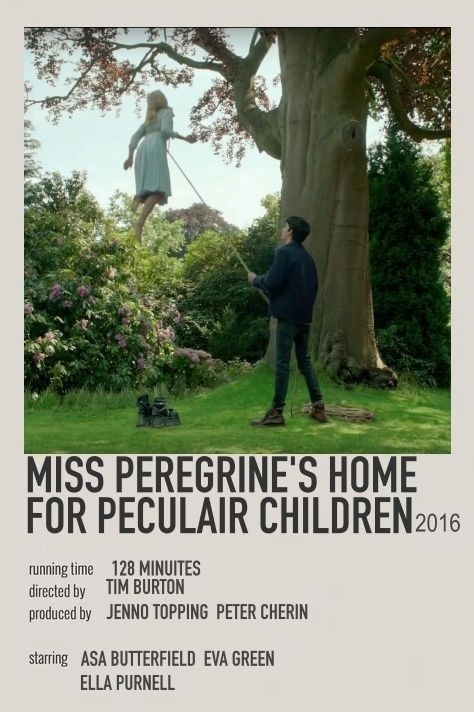 MISS PEREGRINE'S HOME
FOR PECULAIR CHILDREN 2016
running time 128 MINUITES
directed by TIM BURTON
produced by JENNO TOPPING PETER CHERIN
starring ASA BUTTERFIELD EVA GREEN
ELLA PURNELL